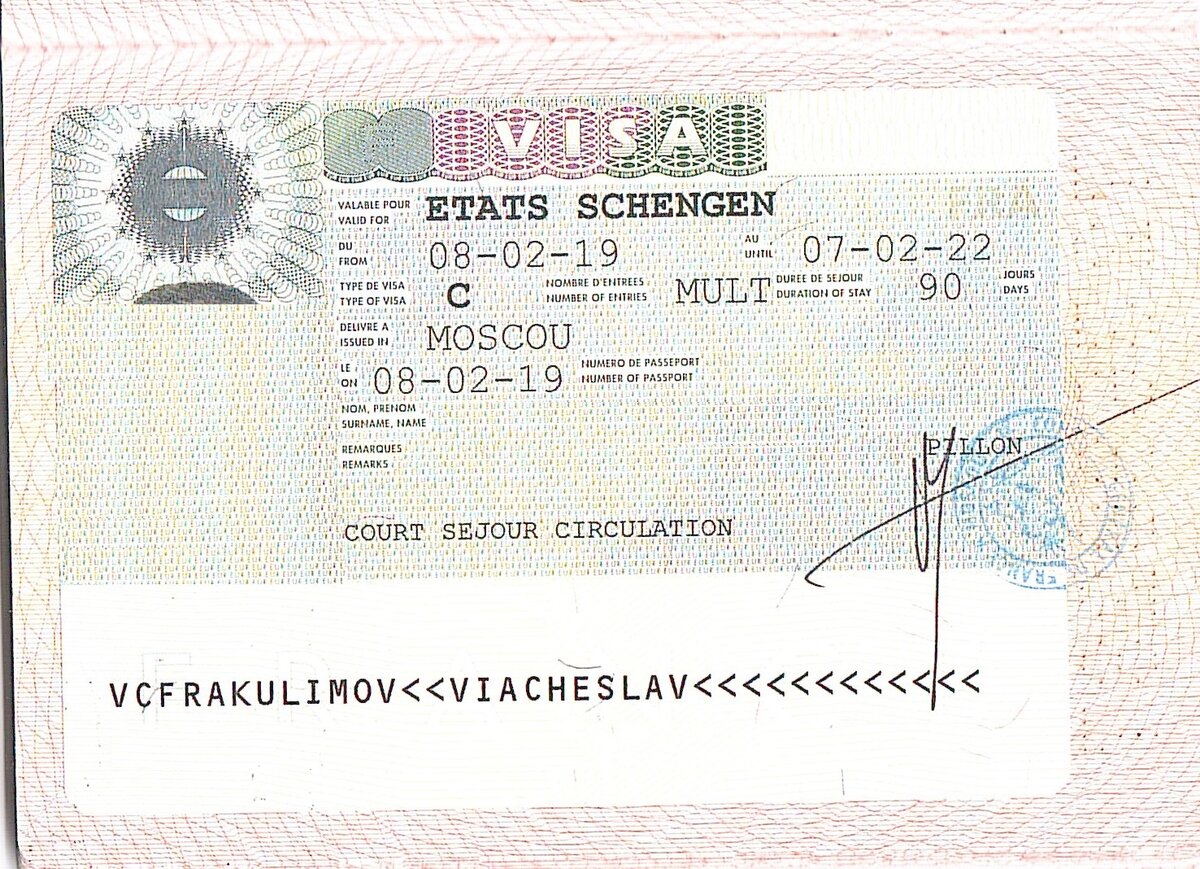 VISA
VALABLE POUR
VALID FOR
ETATS SCHENGEN
DU
FROM
08-02-19
AU
UNTIL
07-02-22
TYPE DE VISA
TYPE OF VISA
C
NOMBRE D'ENTREES
NUMBER OF ENTRIES
MULT
DUREE DE SEJOUR
DURATION OF STAY
90
JOURS
DAYS
DELIVRE A
ISSUED IN
MOSCOU
LE
ON
08-02-19
NUMERO DE PASSEPORT
NUMBER OF PASSPORT
NOM, PRENOM
SURNAME, NAME
REMARQUES
REMARKS
PILLON
COURT SEJOUR CIRCULATION
VCFRAKULIMOV<<VIACHESLAV<<<<<<<<<<<<